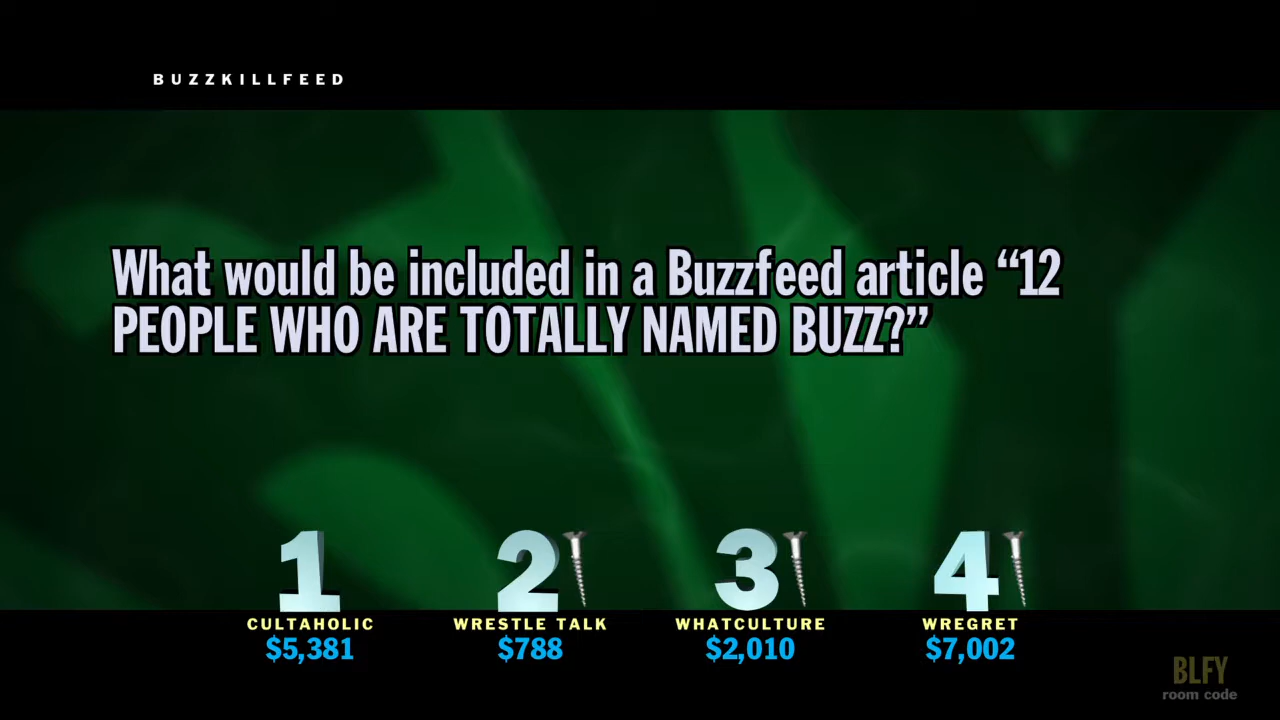 BUZZKILLFEED
What would be included in a Buzzfeed article “12
PEOPLE WHO ARE TOTALLY NAMED BUZZ?”
1 2 3 4
CULTAHOLIC WRESTLE TALK WHATCULTURE WREGRET
$5,381 $788 $2,010 $7,002
BLFY
room code